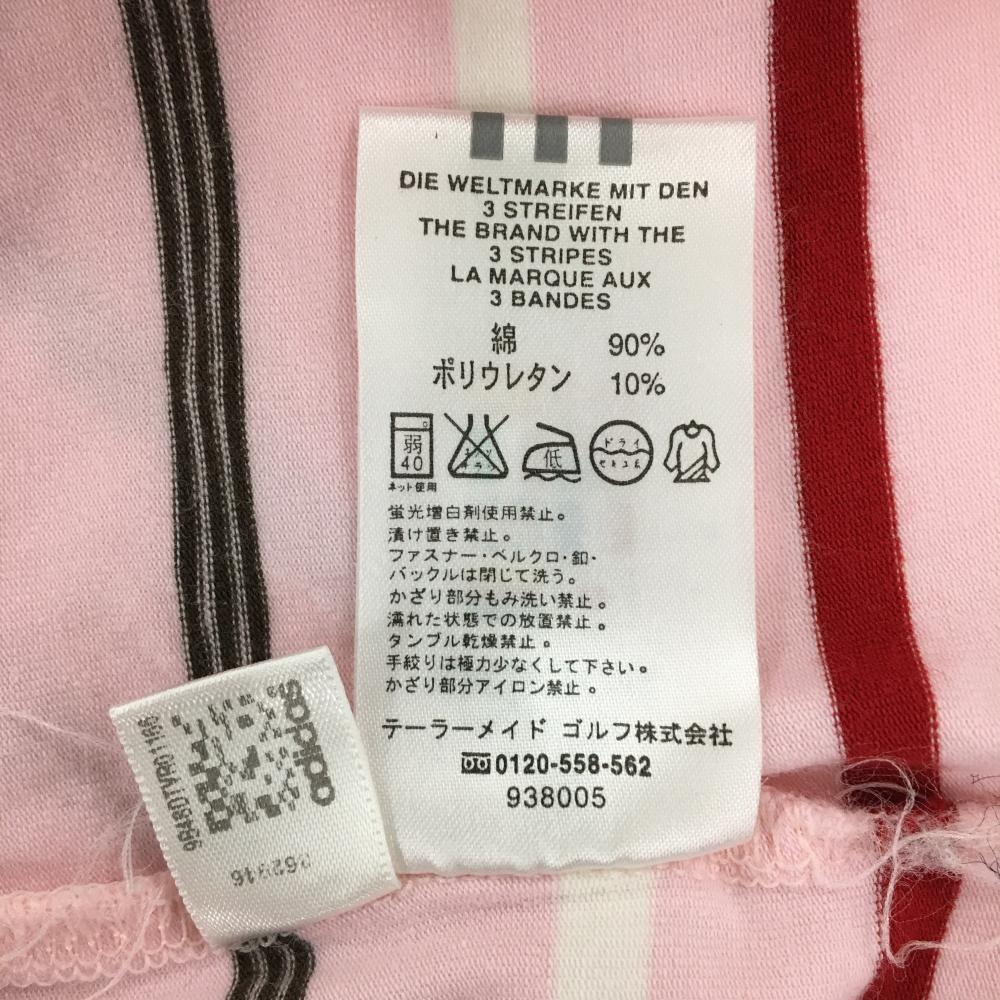 DIE WELTMARKE MIT DEN
3 STREIFEN
THE BRAND WITH THE
3 STRIPES
LA MARQUE AUX
3 BANDES
綿 90%
ポリウレタン 10%
弱
40
低
ドライ
セキユ系
ネット使用
蛍光増白剤使用禁止。
漬け置き禁止。
ファスナー・ベルクロ・釦・
バックルは閉じて洗う。
かざり部分もみ洗い禁止。
濡れた状態での放置禁止。
タンブル乾燥禁止。
手絞りは極力少なくして下さい。
かざり部分アイロン禁止。
テーラーメイド ゴルフ株式会社
0120-558-562
938005
adidas
262946